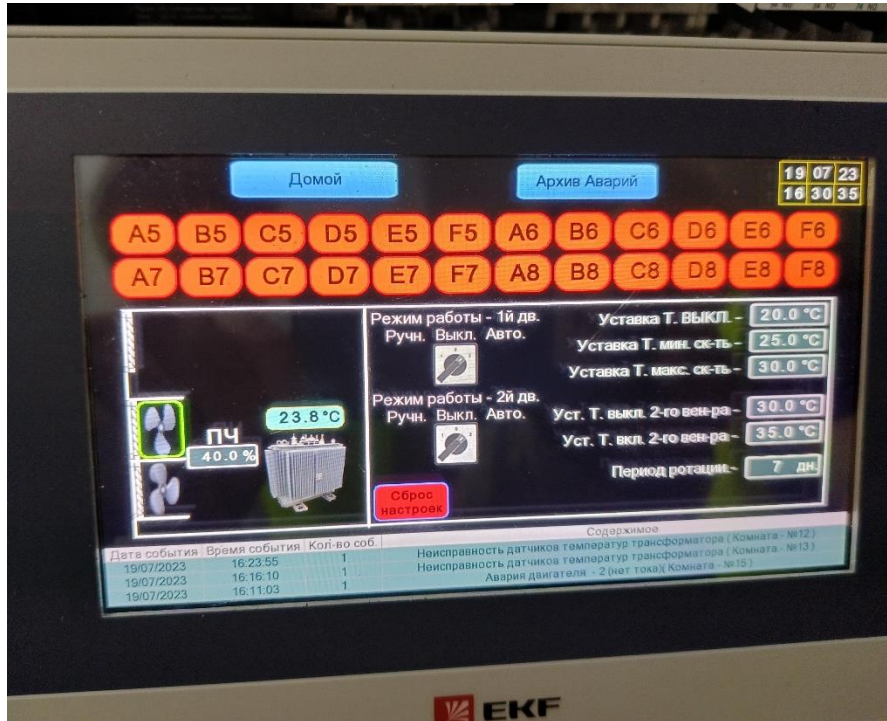 Домой Архив Аварий 19 07 23
16 30 35
A5 B5 C5 D5 E5 F5 A6 B6 C6 D6 E6 F6
A7 B7 C7 D7 E7 F7 A8 B8 C8 D8 E8 F8
Режим работы - 1й дв.
Ручн. Выкл. Авто.
Режим работы - 2й дв.
Ручн. Выкл. Авто.
Сброс
настроек
Уставка Т. ВЫКЛ. - 20.0 °C
Уставка Т. мин. ск-ть - 25.0 °C
Уставка Т. макс. ск-ть - 30.0 °C
Уст. Т. выкл. 2-го вен-ра - 30.0 °C
Уст. Т. вкл. 2-го вен-ра - 35.0 °C
Период ротации - 7 дн.
23.8 °C
ПЧ
40.0 %
Дата события Время события Кол-во соб. Содержимое
19/07/2023 16:23:55 1 Неисправность датчиков температур трансформатора ( Комната - №12 )
19/07/2023 16:16:10 1 Неисправность датчиков температур трансформатора ( Комната - №13 )
19/07/2023 16:11:03 1 Авария двигателя - 2 (нет тока)( Комната - №15 )
EKF